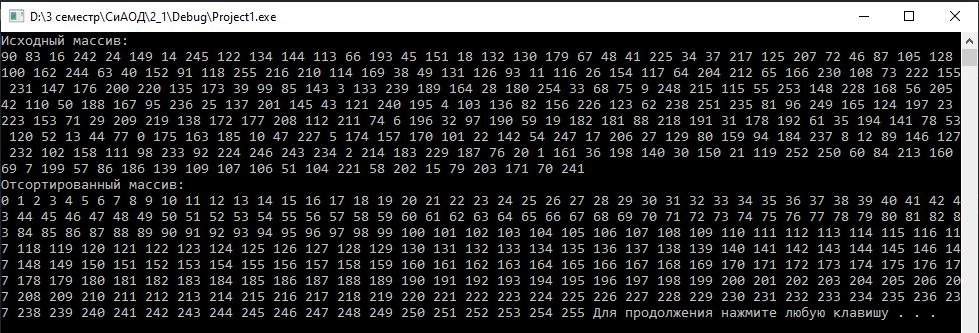 D:\3 семестр\СиАОД\2_1\Debug\Project1.exe
Исходный массив:
90 83 16 242 24 149 14 245 122 134 144 113 66 193 45 151 18 132 130 179 67 48 41 225 34 37 217 125 207 72 46 87 105 128
100 162 244 63 40 152 91 118 255 216 210 114 169 38 49 131 126 93 11 116 26 154 117 64 204 212 65 166 230 108 73 222 155
231 147 176 200 220 135 173 39 99 85 143 3 133 239 189 164 28 180 254 33 68 75 9 248 215 115 55 253 148 228 168 56 205
42 110 50 188 167 95 236 25 137 201 145 43 121 240 195 4 103 136 82 156 226 123 62 238 251 235 81 96 249 165 124 197 23
223 153 71 29 209 219 138 172 177 208 112 211 74 6 196 32 97 190 59 19 182 181 88 218 191 31 178 192 61 35 194 141 78 53
120 52 13 44 77 0 175 163 185 10 47 227 5 174 157 170 101 22 142 54 247 17 206 27 129 80 159 94 184 237 8 12 89 146 127
232 102 158 111 98 233 92 224 246 243 234 2 214 183 229 187 76 20 1 161 36 198 140 30 150 21 119 252 250 60 84 213 160
69 7 199 57 86 186 139 109 107 106 51 104 221 58 202 15 79 203 171 70 241
Отсортированный массив:
0 1 2 3 4 5 6 7 8 9 10 11 12 13 14 15 16 17 18 19 20 21 22 23 24 25 26 27 28 29 30 31 32 33 34 35 36 37 38 39 40 41 42 4
3 44 45 46 47 48 49 50 51 52 53 54 55 56 57 58 59 60 61 62 63 64 65 66 67 68 69 70 71 72 73 74 75 76 77 78 79 80 81 82 8
3 84 85 86 87 88 89 90 91 92 93 94 95 96 97 98 99 100 101 102 103 104 105 106 107 108 109 110 111 112 113 114 115 116 11
7 118 119 120 121 122 123 124 125 126 127 128 129 130 131 132 133 134 135 136 137 138 139 140 141 142 143 144 145 146 14
7 148 149 150 151 152 153 154 155 156 157 158 159 160 161 162 163 164 165 166 167 168 169 170 171 172 173 174 175 176 17
7 178 179 180 181 182 183 184 185 186 187 188 189 190 191 192 193 194 195 196 197 198 199 200 201 202 203 204 205 206 20
7 208 209 210 211 212 213 214 215 216 217 218 219 220 221 222 223 224 225 226 227 228 229 230 231 232 233 234 235 236 23
7 238 239 240 241 242 243 244 245 246 247 248 249 250 251 252 253 254 255 Для продолжения нажмите любую клавишу . . .